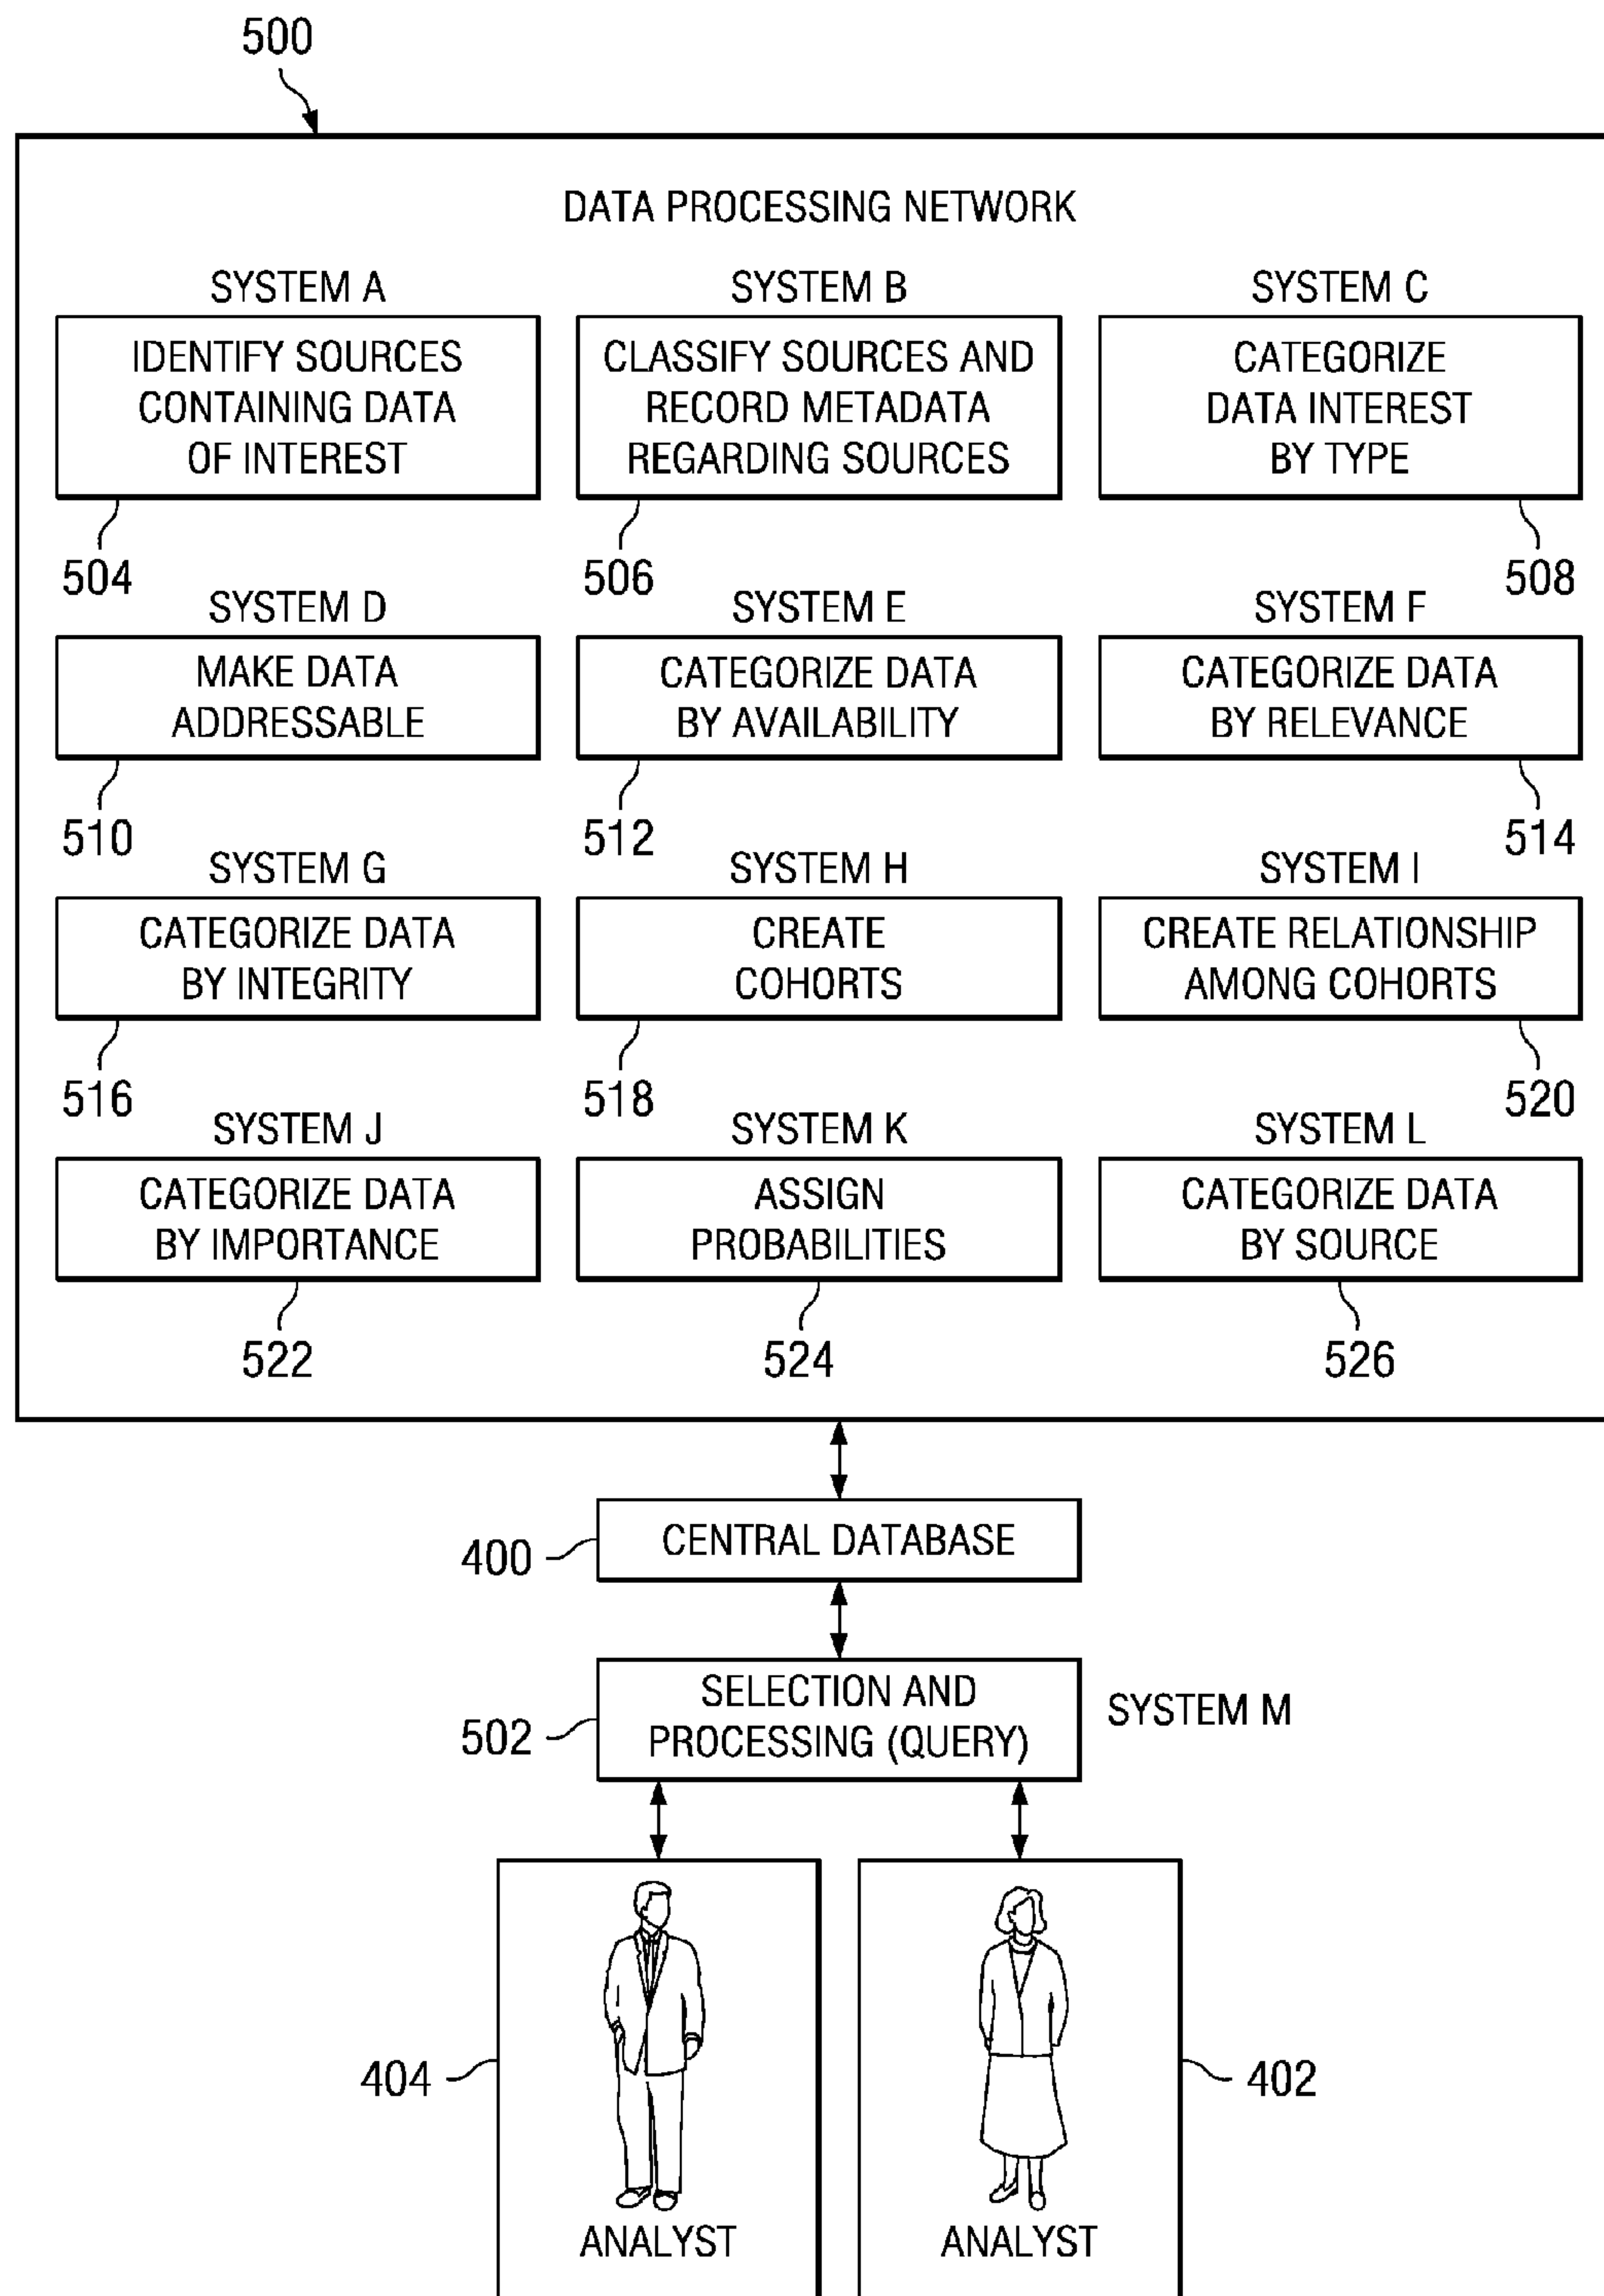 500
DATA PROCESSING NETWORK
SYSTEM A
IDENTIFY SOURCES
CONTAINING DATA
OF INTEREST
504
SYSTEM B
CLASSIFY SOURCES AND
RECORD METADATA
REGARDING SOURCES
506
SYSTEM C
CATEGORIZE
DATA INTEREST
BY TYPE
508
SYSTEM D
MAKE DATA
ADDRESSABLE
510
SYSTEM E
CATEGORIZE DATA
BY AVAILABILITY
512
SYSTEM F
CATEGORIZE DATA
BY RELEVANCE
514
SYSTEM G
CATEGORIZE DATA
BY INTEGRITY
516
SYSTEM H
CREATE
COHORTS
518
SYSTEM I
CREATE RELATIONSHIP
AMONG COHORTS
520
SYSTEM J
CATEGORIZE DATA
BY IMPORTANCE
522
SYSTEM K
ASSIGN
PROBABILITIES
524
SYSTEM L
CATEGORIZE DATA
BY SOURCE
526
400
CENTRAL DATABASE
502
SELECTION AND
PROCESSING (QUERY)
SYSTEM M
404
ANALYST
402
ANALYST